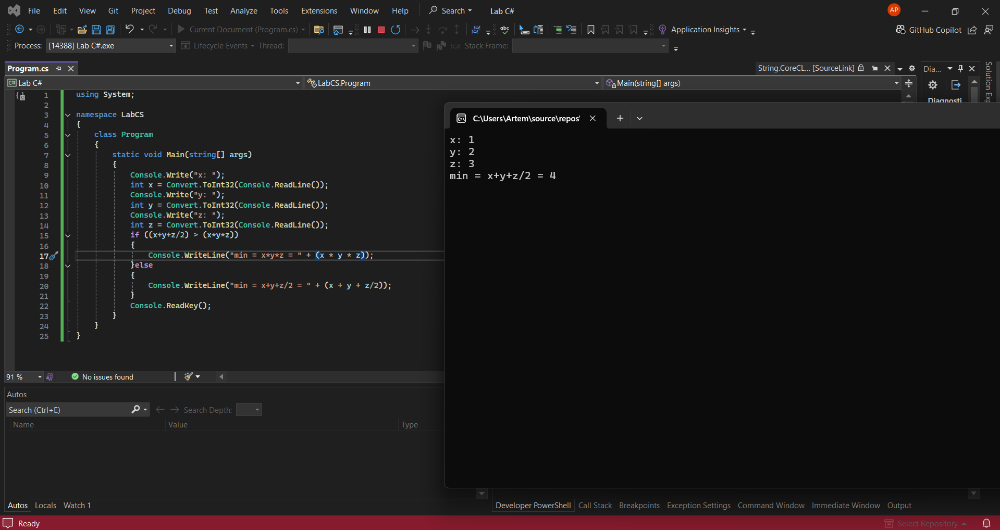 File Edit View Git Project Debug Test Analyze Tools Extensions Window Help Search Lab C# AP
Current Document (Program.cs) abc Application Insights GitHub Copilot
Process: [14388] Lab C#.exe Lifecycle Events Thread: Stack Frame:
Program.cs String.CoreCL... [SourceLink] Dia...
C# Lab C# LabCS.Program Main(string[] args)
Solution Exp
Diagnosti
1 using System;
2
3 namespace LabCS
4 {
5 class Program
6 {
7 static void Main(string[] args)
8 {
9 Console.Write("x: ");
10 int x = Convert.ToInt32(Console.ReadLine());
11 Console.Write("y: ");
12 int y = Convert.ToInt32(Console.ReadLine());
13 Console.Write("z: ");
14 int z = Convert.ToInt32(Console.ReadLine());
15 if ((x+y+z/2) > (x*y*z))
16 {
17 Console.WriteLine("min = x*y*z = " + (x * y * z));
18 }else
19 {
20 Console.WriteLine("min = x+y+z/2 = " + (x + y + z/2));
21 }
22 Console.ReadKey();
23 }
24 }
25 }
C:\Users\Artem\source\repos\
x: 1
y: 2
z: 3
min = x+y+z/2 = 4
91 % No issues found
Autos
Search (Ctrl+E) Search Depth:
Name Value Type
Autos Locals Watch 1
Developer PowerShell Call Stack Breakpoints Exception Settings Command Window Immediate Window Output
Ready Select Repository